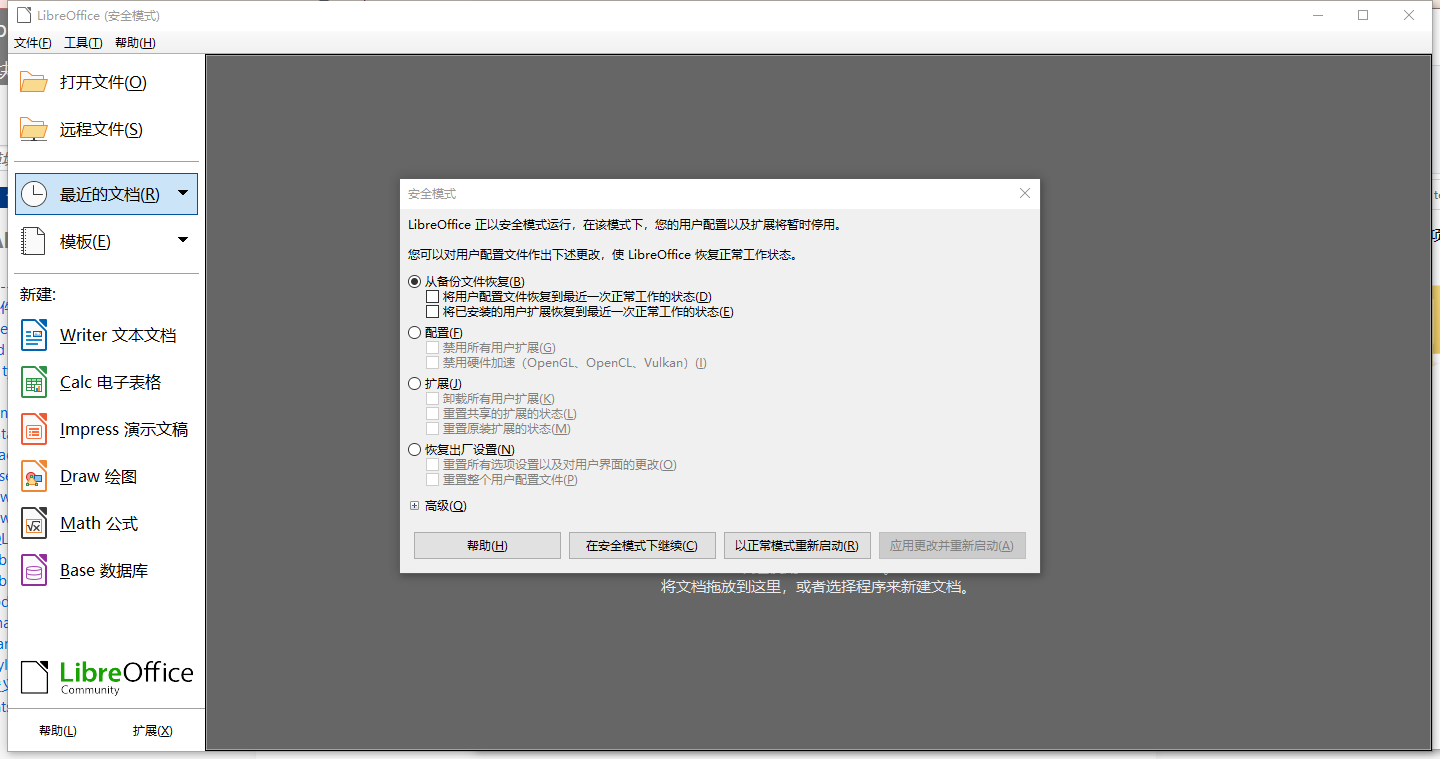 LibreOffice (安全模式)
文件(F) 工具(T) 帮助(H)
打开文件(O)
远程文件(S)
最近的文档(R)
模板(E)
新建:
Writer 文本文档
Calc 电子表格
Impress 演示文稿
Draw 绘图
Math 公式
Base 数据库
LibreOffice
Community
帮助(L) 扩展(X)
安全模式
LibreOffice 正以安全模式运行，在该模式下，您的用户配置以及扩展将暂时停用。
您可以对用户配置文件作出下述更改，使 LibreOffice 恢复正常工作状态。
从备份文件恢复(B)
将用户配置文件恢复到最近一次正常工作的状态(D)
将已安装的用户扩展恢复到最近一次正常工作的状态(E)
配置(F)
禁用所有用户扩展(G)
禁用硬件加速（OpenGL、OpenCL、Vulkan）(I)
扩展(J)
卸载所有用户扩展(K)
重置共享的扩展的状态(L)
重置原装扩展的状态(M)
恢复出厂设置(N)
重置所有选项设置以及对用户界面的更改(O)
重置整个用户配置文件(P)
高级(Q)
帮助(H) 在安全模式下继续(C) 以正常模式重新启动(R) 应用更改并重新启动(A)
将文档拖放到这里，或者选择程序来新建文档。